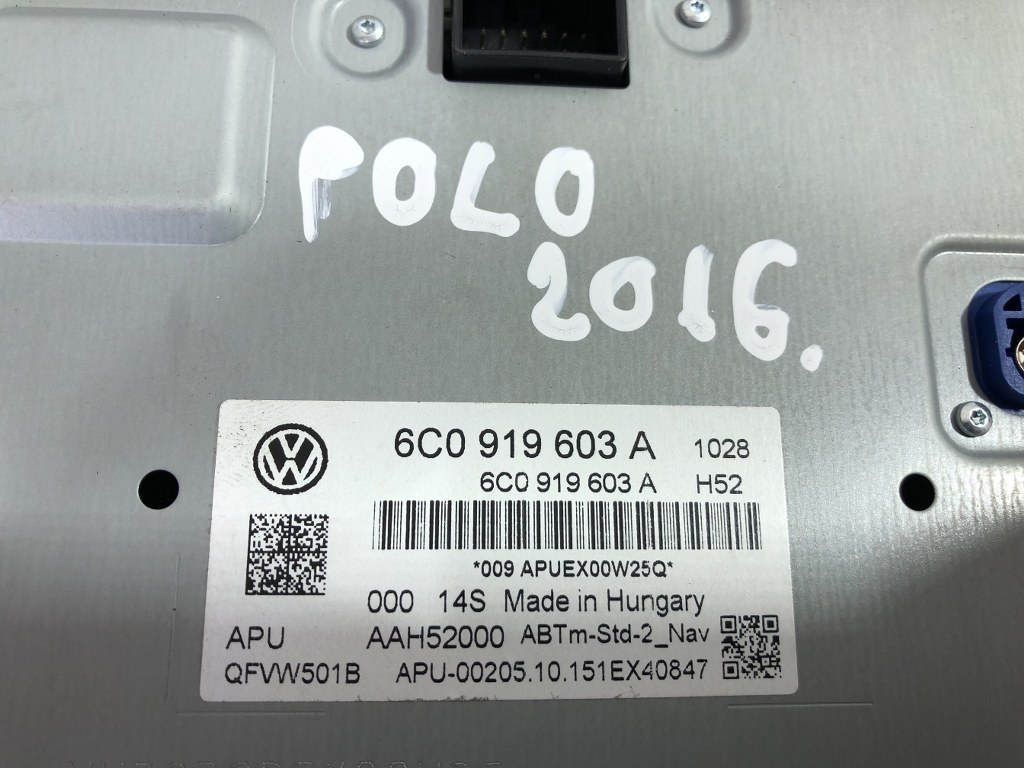 POLO
2016.
6C0 919 603 A 1028
6C0 919 603 A H52
*009 APUEX00W25Q*
000 14S Made in Hungary
APU AAH52000 ABTm-Std-2_Nav
QFVW501B APU-00205.10.151EX40847